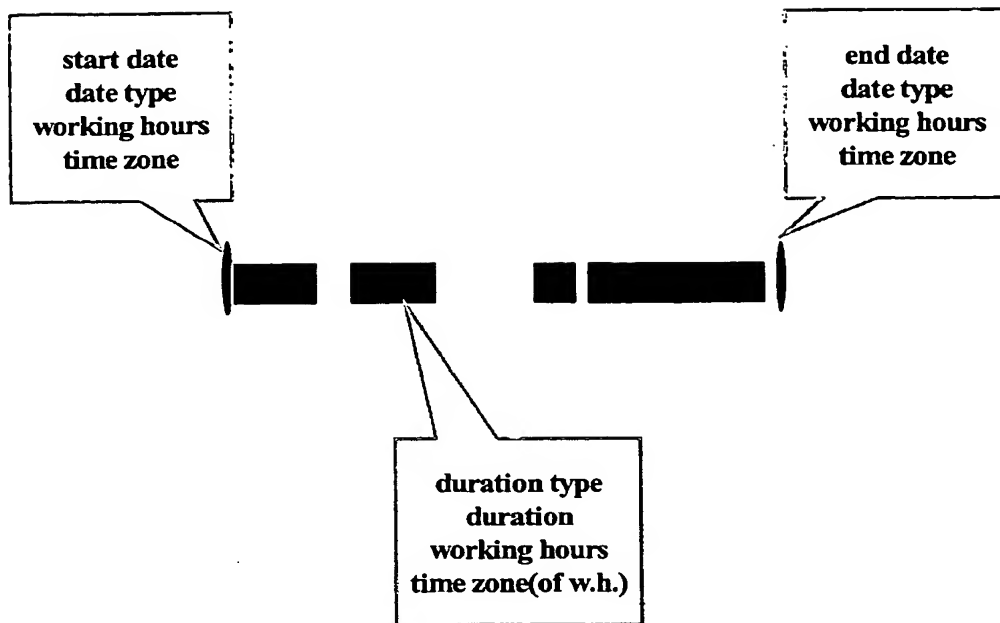 start date
date type
working hours
time zone
end date
date type
working hours
time zone
duration type
duration
working hours
time zone(of w.h.)